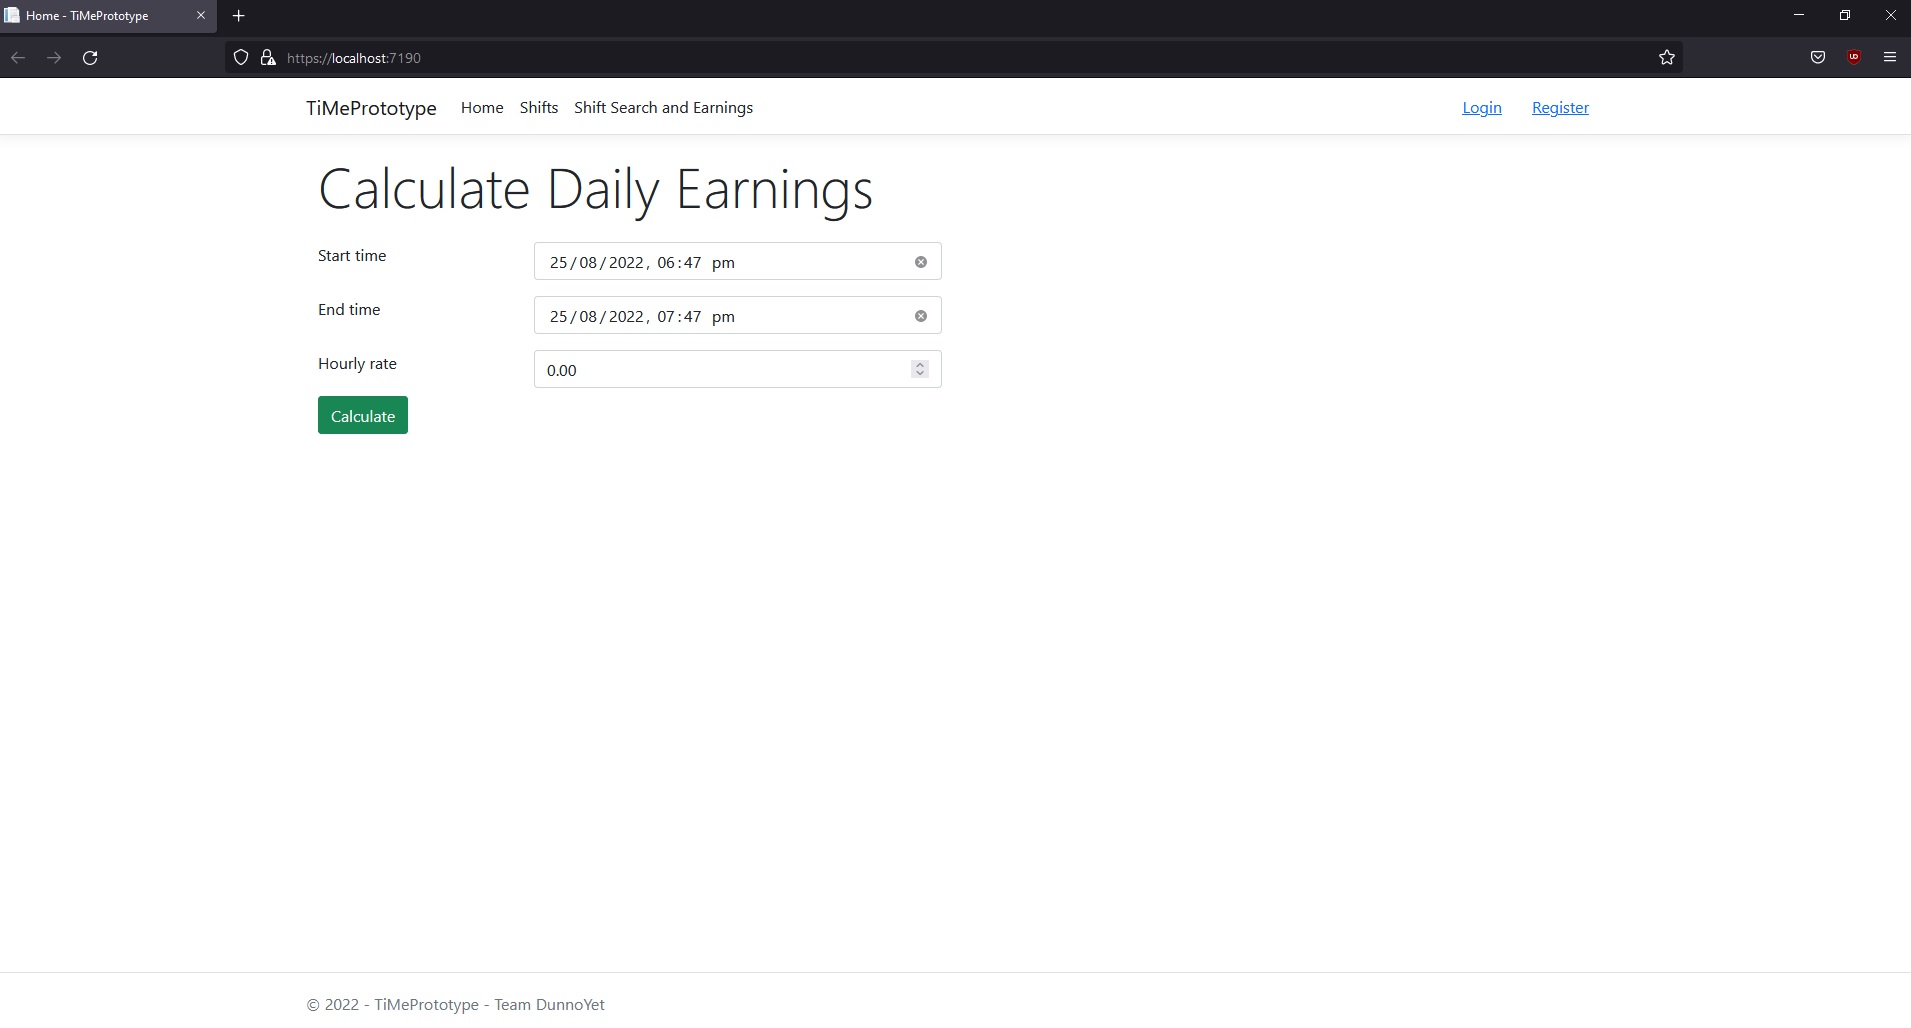 Home - TiMePrototype
https://localhost:7190
TiMePrototype Home Shifts Shift Search and Earnings Login Register
Calculate Daily Earnings
Start time 25/08/2022, 06:47 pm
End time 25/08/2022, 07:47 pm
Hourly rate 0.00
Calculate
© 2022 - TiMePrototype - Team DunnoYet